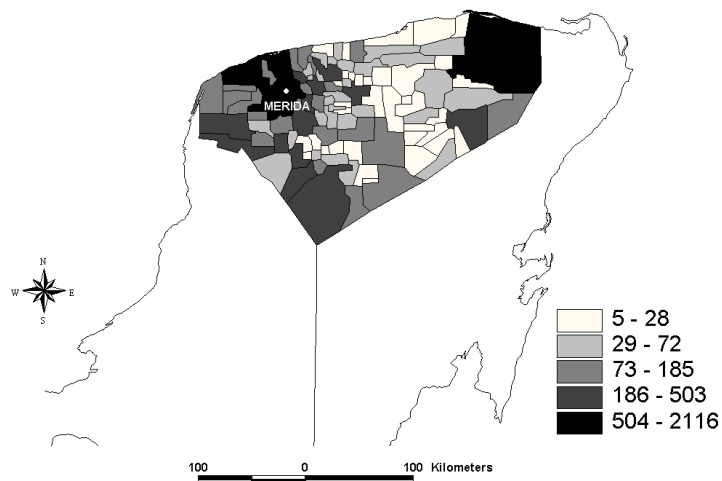 MERIDA
N
W E
S
5 - 28
29 - 72
73 - 185
186 - 503
504 - 2116
100 0 100 Kilometers